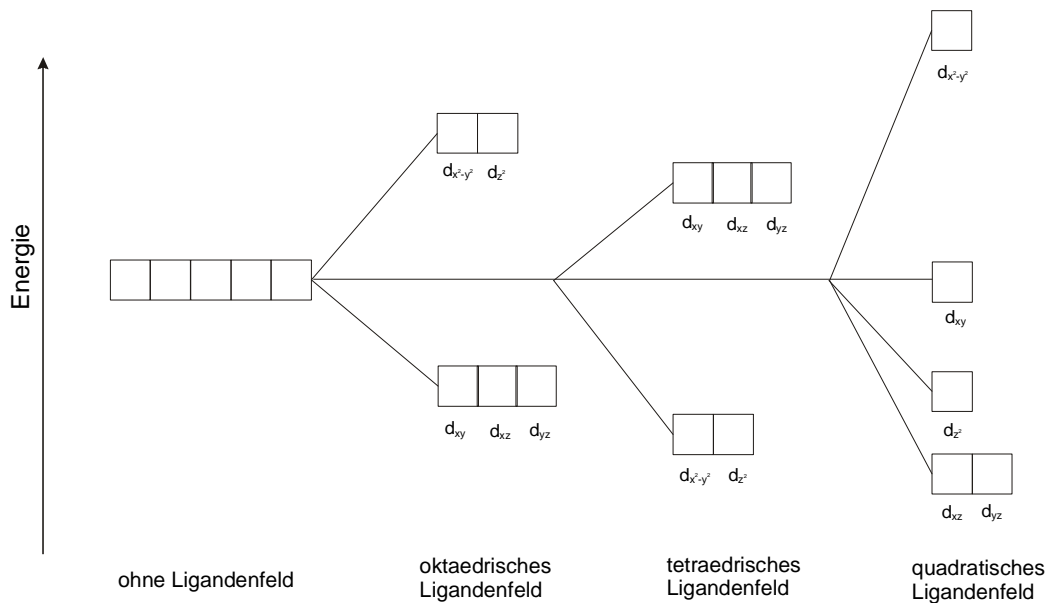 Energie
d_{x²-y²}
d_{x²-y²} d_{z²}
d_{xy} d_{xz} d_{yz}
d_{xy}
d_{xy} d_{xz} d_{yz}
d_{z²}
d_{x²-y²} d_{z²}
d_{xz} d_{yz}
ohne Ligandenfeld
oktaedrisches
Ligandenfeld
tetraedrisches
Ligandenfeld
quadratisches
Ligandenfeld